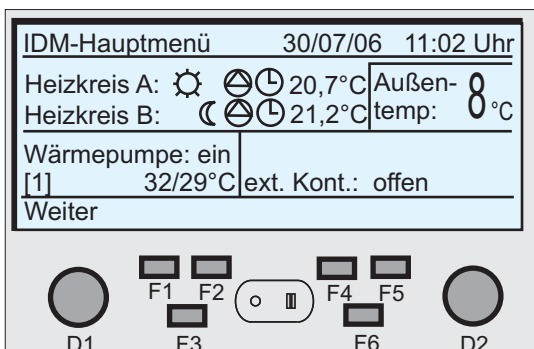 IDM-Hauptmenü 30/07/06 11:02 Uhr
Heizkreis A: 20,7°C
Heizkreis B: 21,2°C
Außen-
temp: 8 °C
Wärmepumpe: ein
[1] 32/29°C ext. Kont.: offen
Weiter
F1 F2 F4 F5
D1 F3 F6 D2